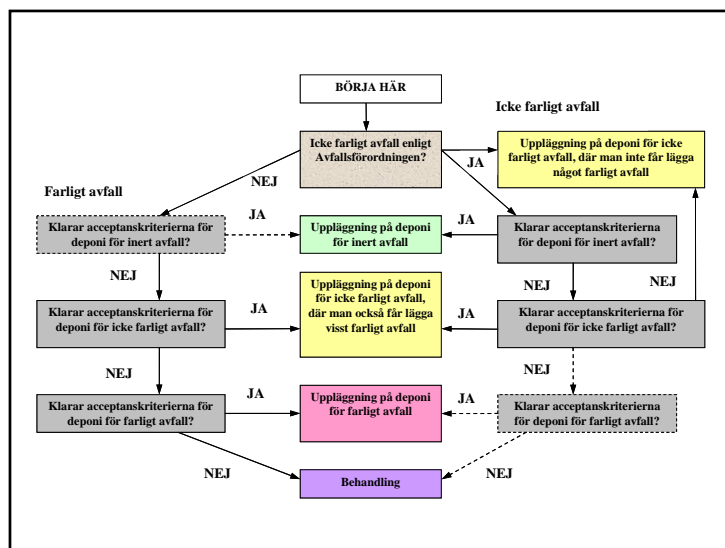 BÖRJA HÄR
Icke farligt avfall
Icke farligt avfall enligt
Avfallsförordningen?
JA
Uppläggning på deponi för icke
farligt avfall, där man inte får lägga
något farligt avfall
NEJ
Farligt avfall
Klarar acceptanskriterierna för
deponi för inert avfall?
JA
Uppläggning på deponi
för inert avfall
JA
Klarar acceptanskriterierna
för deponi för inert avfall?
NEJ
NEJ
NEJ
Klarar acceptanskriterierna för
deponi för icke farligt avfall?
JA
Uppläggning på deponi
för icke farligt avfall,
där man också får lägga
visst farligt avfall
JA
Klarar acceptanskriterierna för
deponi för icke farligt avfall?
NEJ
NEJ
Klarar acceptanskriterierna för
deponi för farligt avfall?
JA
Uppläggning på deponi
för farligt avfall
JA
Klarar acceptanskriterierna
för deponi för farligt avfall?
NEJ
Behandling
NEJ